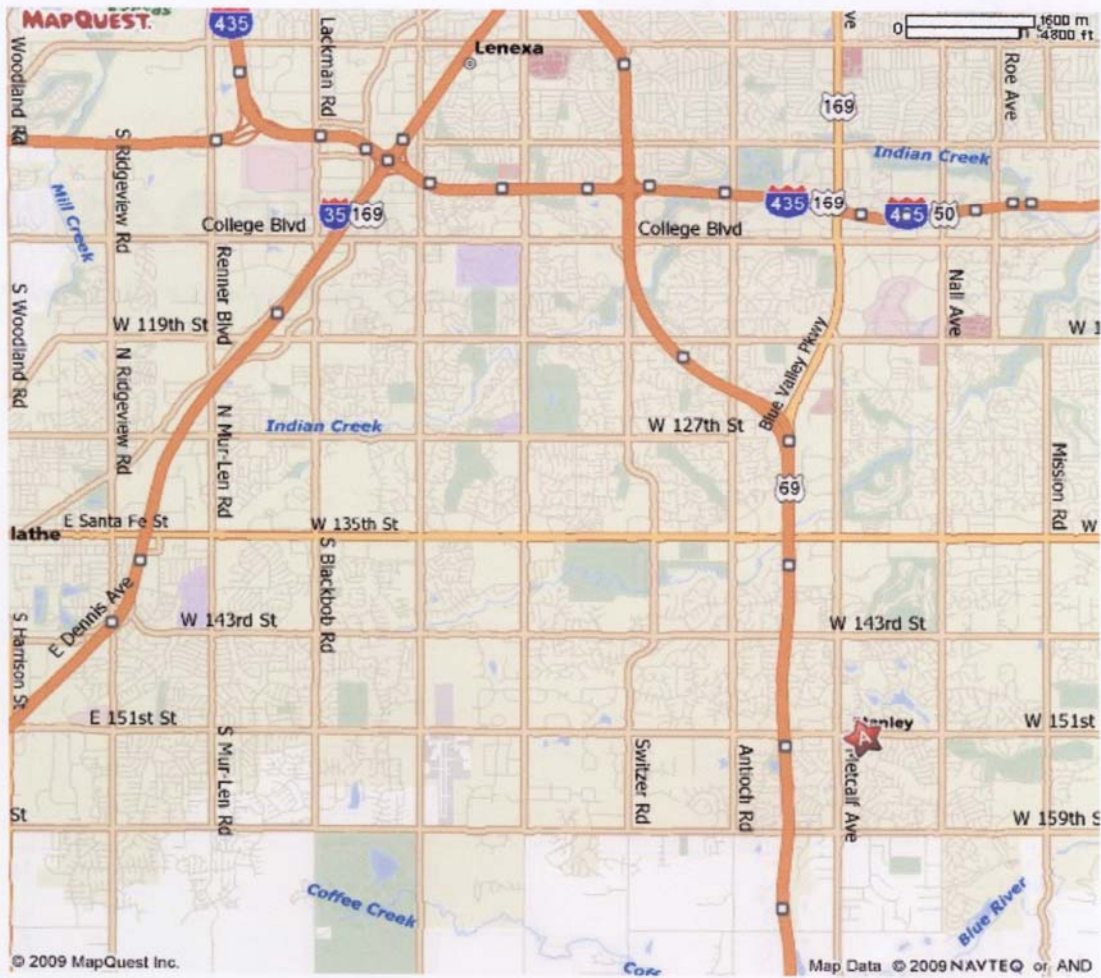 MAPQUEST.
435
Lackman Rd
Lenexa
0
1600 m
4800 ft
Woodland Rd
S Ridgeview Rd
169
Roe Ave
Indian Creek
Mill Creek
35
169
435
169
50
College Blvd
College Blvd
Renner Blvd
S Woodland Rd
W 119th St
Nall Ave
Blue Valley Pkwy
N Ridgeview Rd
N Mur-Len Rd
Indian Creek
W 127th St
69
Mission Rd
E Santa Fe St
W 135th St
W
lathe
S Blackbob Rd
E Dennis Ave
W 143rd St
W 143rd St
S Harrison St
E 151st St
A
W 151st
S Mur-Len Rd
Switzer Rd
Antioch Rd
Metcalf Ave
St
W 159th S
Coffee Creek
Blue River
© 2009 MapQuest Inc.
Map Data © 2009 NAVTEQ or AND